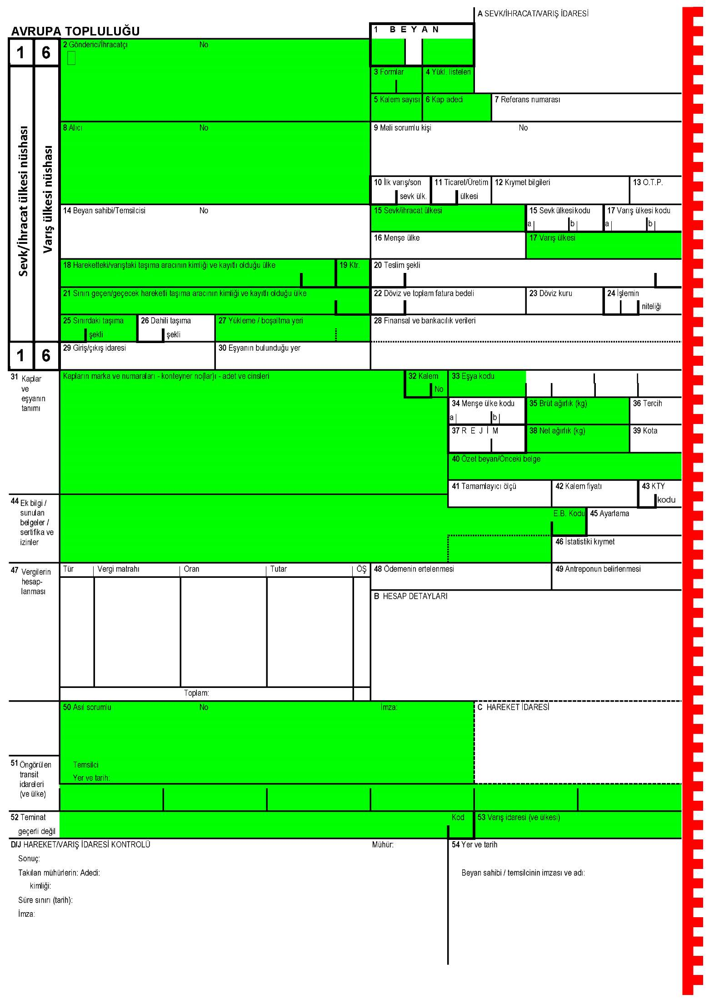 A SEVK/İHRACAT/VARIŞ İDARESİ
AVRUPA TOPLULUĞU
1 B E Y A N
1 6
2 Gönderici/İhracatçı No
3 Formlar 4 Yükl. listeleri
5 Kalem sayısı 6 Kap adedi 7 Referans numarası
Sevk/İhracat ülkesi nüshası
Varış ülkesi nüshası
8 Alıcı No 9 Mali sorumlu kişi No
10 İlk varış/son 11 Ticaret/Üretim 12 Kıymet bilgileri 13 O.T.P.
sevk ülk. ülkesi
14 Beyan sahibi/Temsilcisi No 15 Sevk/ihracat ülkesi 15 Sevk ülkesi kodu 17 Varış ülkesi kodu
a b a b
16 Menşe ülke 17 Varış ülkesi
18 Hareketteki/varıştaki taşıma aracının kimliği ve kayıtlı olduğu ülke 19 Ktr. 20 Teslim şekli
21 Sınırı geçen/geçecek hareketli taşıma aracının kimliği ve kayıtlı olduğu ülke 22 Döviz ve toplam fatura bedeli 23 Döviz kuru 24 İşlemin
niteliği
25 Sınırdaki taşıma 26 Dahili taşıma 27 Yükleme / boşaltma yeri 28 Finansal ve bankacılık verileri
şekli şekli
1 6
29 Giriş/çıkış idaresi 30 Eşyanın bulunduğu yer
31 Kaplar
ve
eşyanın
tanımı
Kapların marka ve numaraları - konteyner no(lar)ı - adet ve cinsleri 32 Kalem 33 Eşya kodu
No
34 Menşe ülke kodu 35 Brüt ağırlık (kg) 36 Tercih
a b
37 R E J İ M 38 Net ağırlık (kg) 39 Kota
40 Özet beyan/Önceki belge
41 Tamamlayıcı ölçü 42 Kalem fiyatı 43 KTY
kodu
44 Ek bilgi /
sunulan
belgeler /
sertifika ve
izinler
E.B. Kodu 45 Ayarlama
46 İstatistiki kıymet
47 Vergilerin
hesap-
lanması
Tür Vergi matrahı Oran Tutar ÖŞ 48 Ödemenin ertelenmesi 49 Antreponun belirlenmesi
B HESAP DETAYLARI
Toplam:
50 Asıl sorumlu No İmza: C HAREKET İDARESİ
Temsilci
Yer ve tarih:
51 Öngörülen
transit
idareleri
(ve ülke)
52 Teminat Kod 53 Varış idaresi (ve ülkesi)
geçerli değil
D/J HAREKET/VARIŞ İDARESİ KONTROLÜ Mühür: 54 Yer ve tarih
Sonuç:
Takılan mühürlerin: Adedi: Beyan sahibi / temsilcinin imzası ve adı:
kimliği:
Süre sınırı (tarih):
İmza: